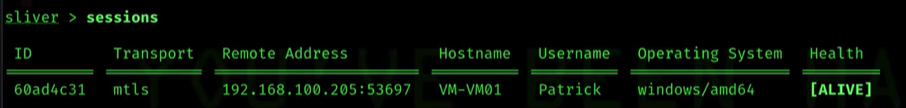 sliver > sessions
ID Transport Remote Address Hostname Username Operating System Health
60ad4c31 mtls 192.168.100.205:53697 VM-VM01 Patrick windows/amd64 [ALIVE]